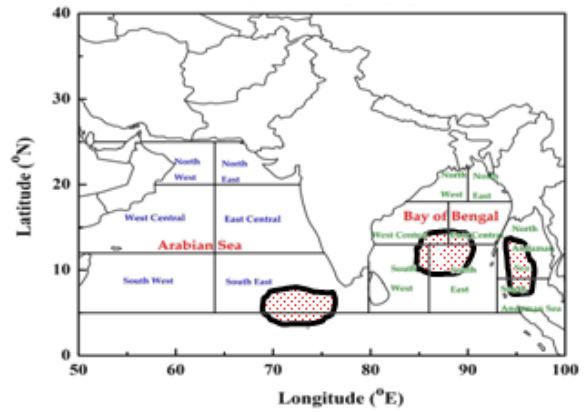 40
30
20
10
0
Latitude (°N)
North West
North East
West Central
East Central
Arabian Sea
South West
South East
North West
North East
Bay of Bengal
West Central
Central
South West
South East
North Andaman
South Andaman Sea
50 60 70 80 90 100
Longitude (°E)